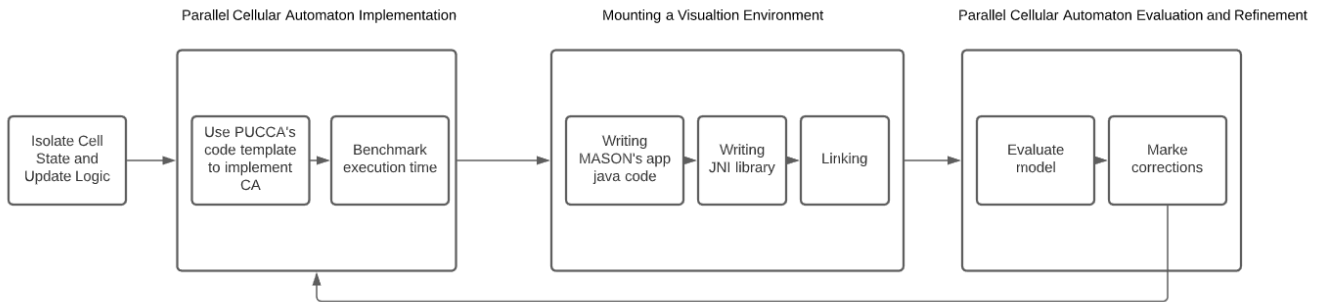 Parallel Cellular Automaton Implementation
Mounting a Visualtion Environment
Parallel Cellular Automaton Evaluation and Refinement
Isolate Cell
State and
Update Logic
Use PUCCA's
code template
to implement
CA
Benchmark
execution time
Writing
MASON's app
java code
Writing
JNI library
Linking
Evaluate
model
Marke
corrections